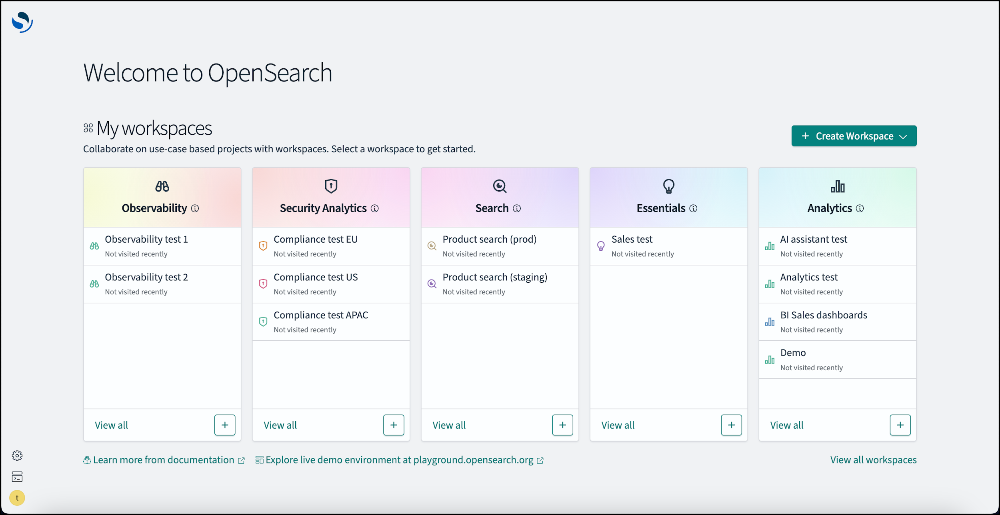 Welcome to OpenSearch
My workspaces
Collaborate on use-case based projects with workspaces. Select a workspace to get started.
+ Create Workspace
Observability
Observability test 1
Not visited recently
Observability test 2
Not visited recently
View all
+
Security Analytics
Compliance test EU
Not visited recently
Compliance test US
Not visited recently
Compliance test APAC
Not visited recently
View all
+
Search
Product search (prod)
Not visited recently
Product search (staging)
Not visited recently
View all
+
Essentials
Sales test
Not visited recently
View all
+
Analytics
AI assistant test
Not visited recently
Analytics test
Not visited recently
BI Sales dashboards
Not visited recently
Demo
Not visited recently
View all
+
Learn more from documentation
Explore live demo environment at playground.opensearch.org
View all workspaces
t